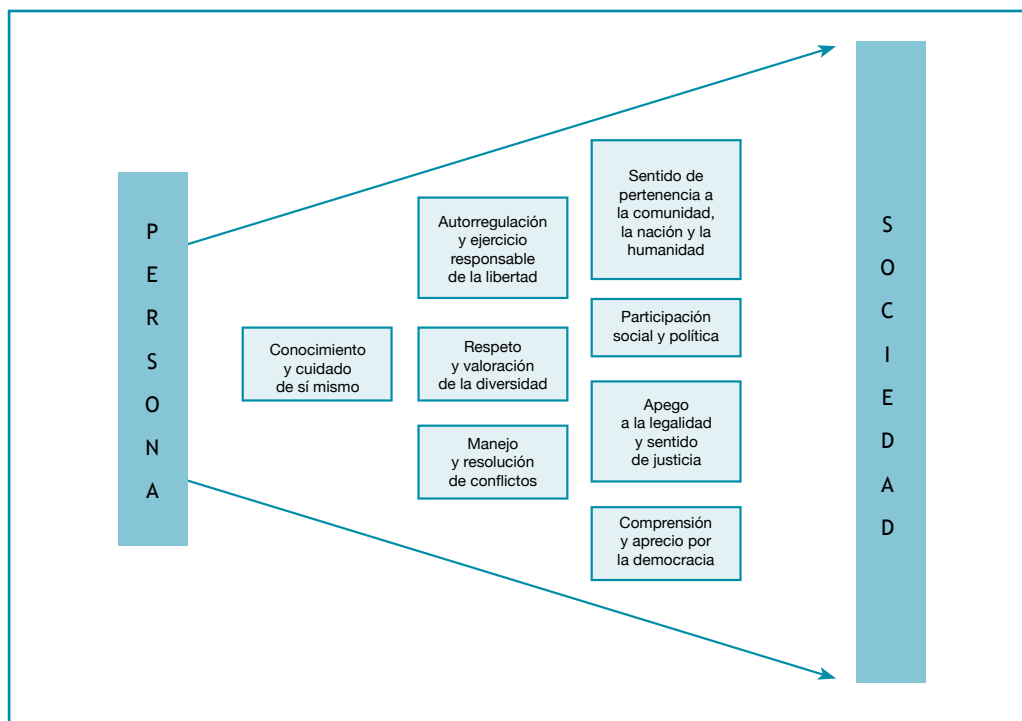 PERSONA
Conocimiento
y cuidado
de sí mismo
Autorregulación
y ejercicio
responsable
de la libertad
Respeto
y valoración
de la diversidad
Manejo
y resolución
de conflictos
Sentido de
pertenencia a
la comunidad,
la nación y la
humanidad
Participación
social y política
Apego
a la legalidad
y sentido
de justicia
Comprensión
y aprecio por
la democracia
SOCIEDAD